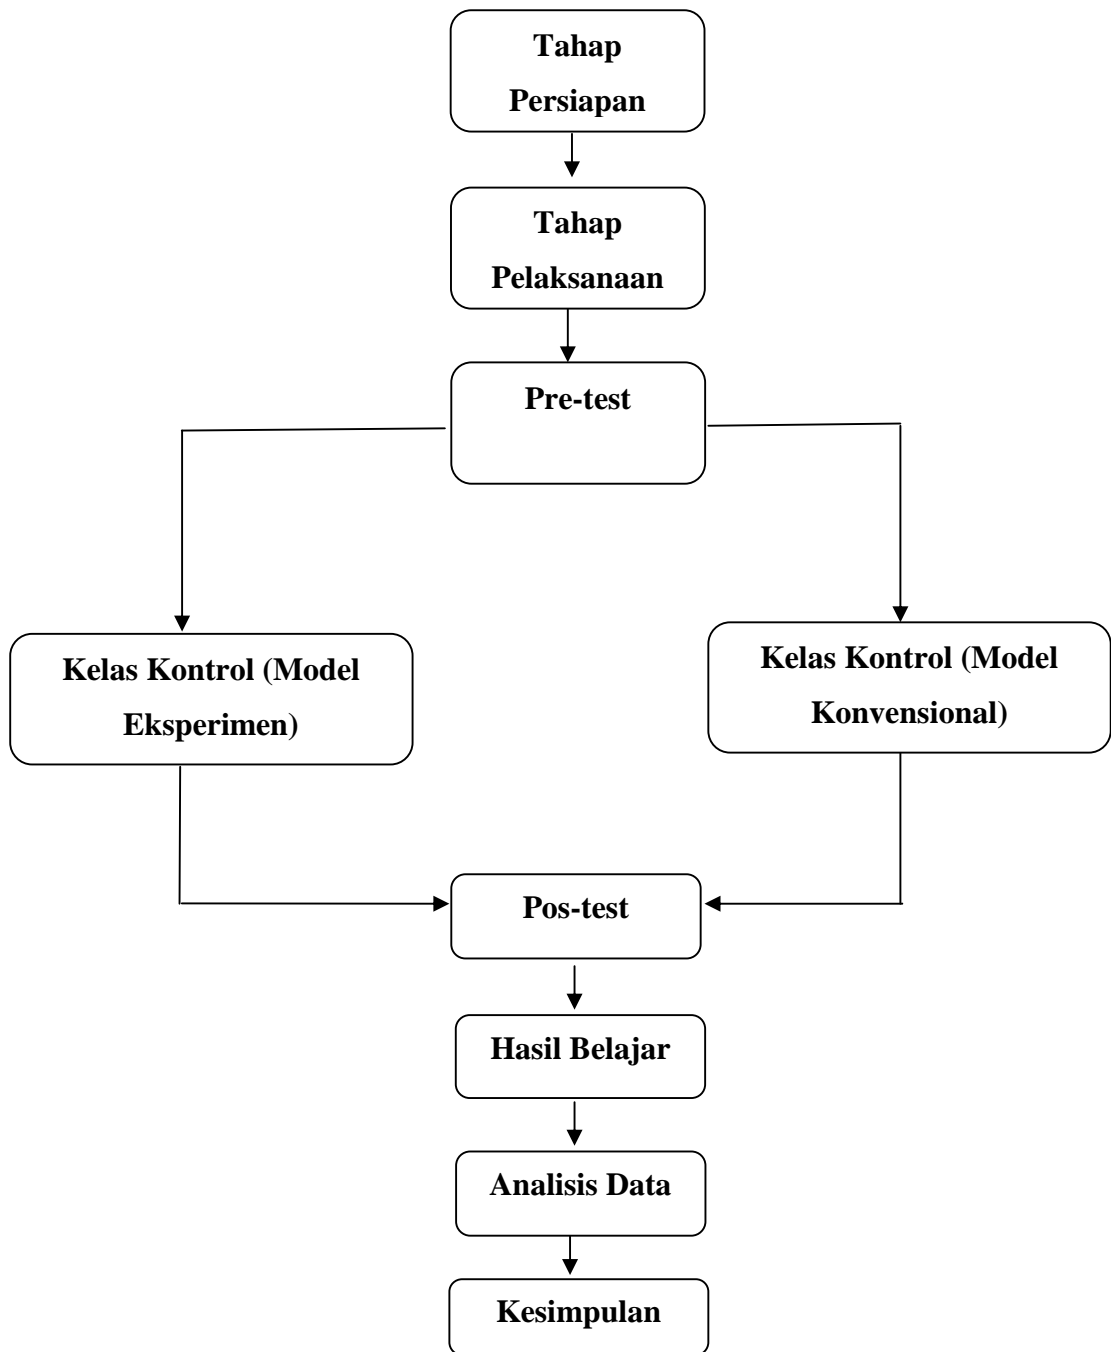 Tahap
Persiapan
Tahap
Pelaksanaan
Pre-test
Kelas Kontrol (Model
Eksperimen)
Kelas Kontrol (Model
Konvensional)
Pos-test
Hasil Belajar
Analisis Data
Kesimpulan